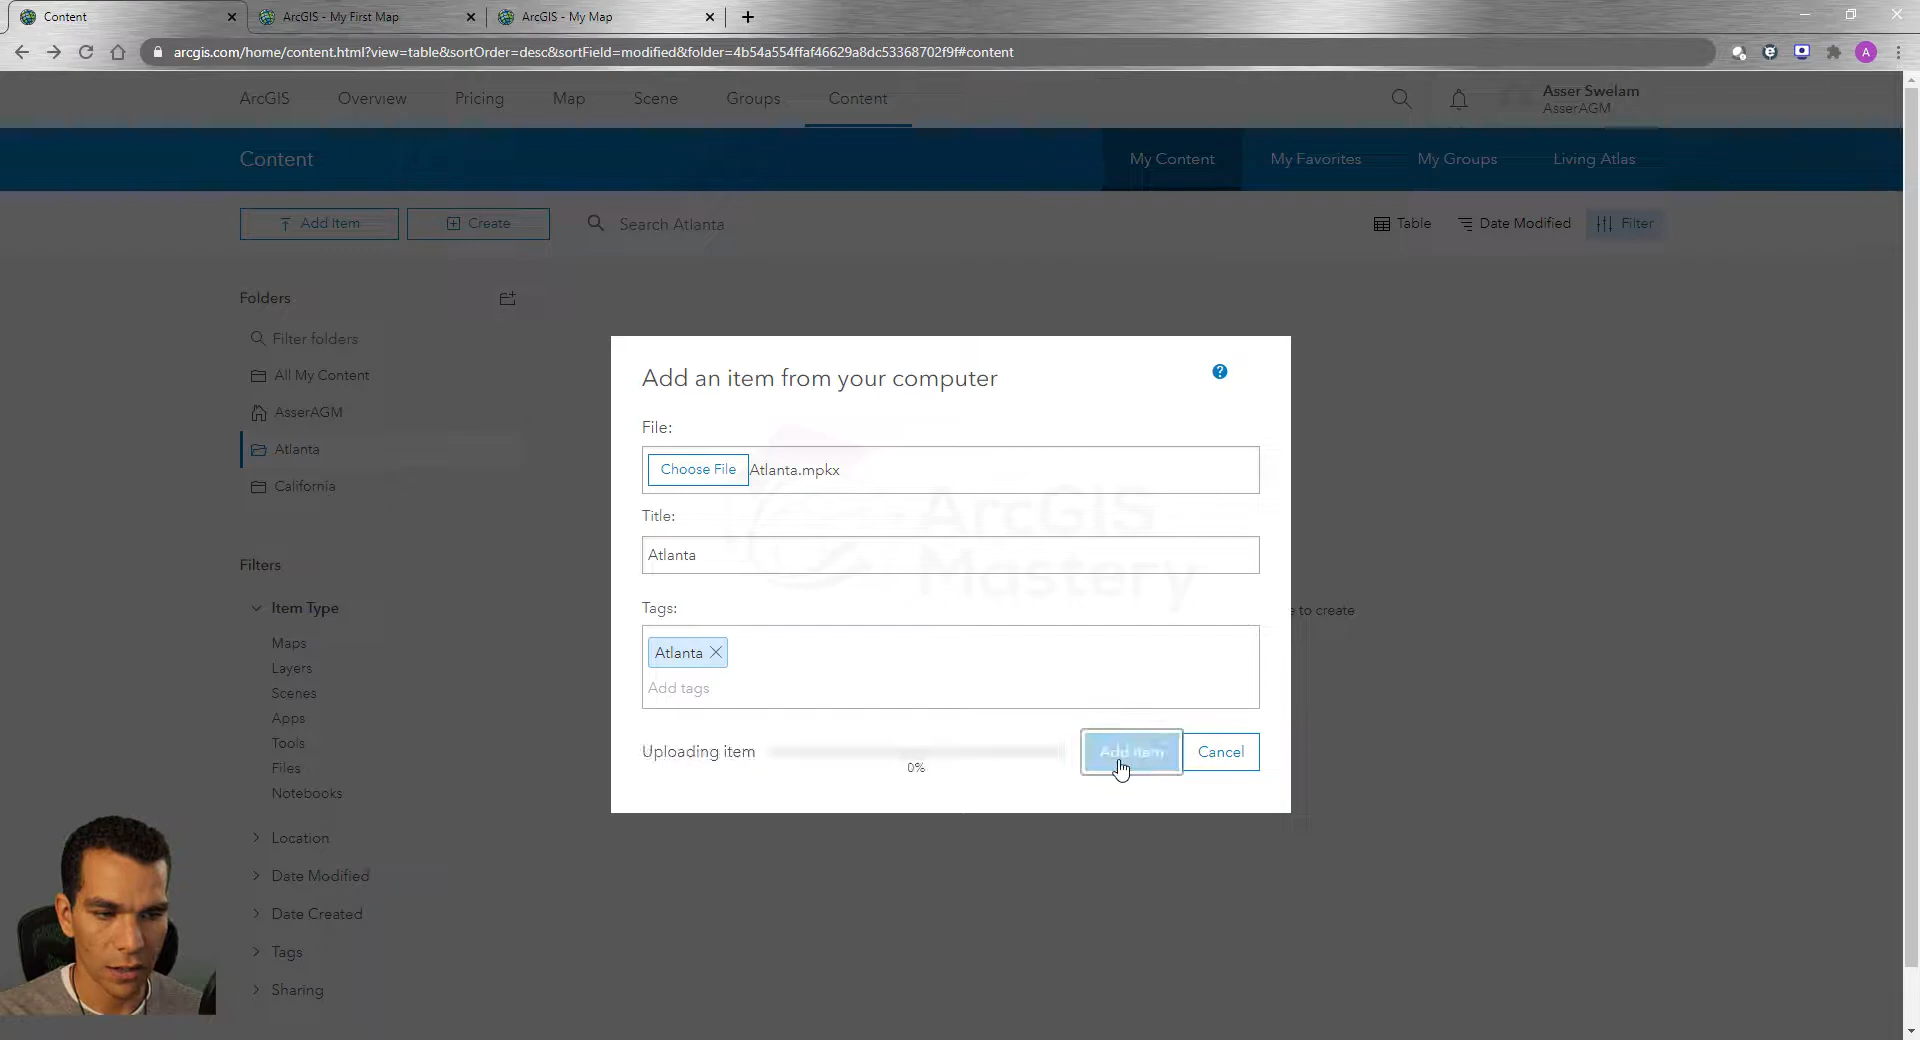 Content
ArcGIS - My First Map
ArcGIS - My Map
arcgis.com/home/content.html?view=table&sortOrder=desc&sortField=modified&folder=4b54a554ffaf46629a8dc53368702f9f#content
A
ArcGIS
Overview
Pricing
Map
Scene
Groups
Content
Asser Swelam
AsserAGM
Content
My Content
My Favorites
My Groups
Living Atlas
Add Item
Create
Search Atlanta
Table
Date Modified
Filter
Folders
Filter folders
All My Content
AsserAGM
Atlanta
California
Filters
Item Type
Maps
Layers
Scenes
Apps
Tools
Files
Notebooks
Location
Date Modified
Date Created
Tags
Sharing
Add an item from your computer
?
File:
Choose File Atlanta.mpkx
Title:
Atlanta
ArcGIS
Mastery
Tags:
Atlanta
Add tags
Uploading item
0%
Add item
Cancel
e to create